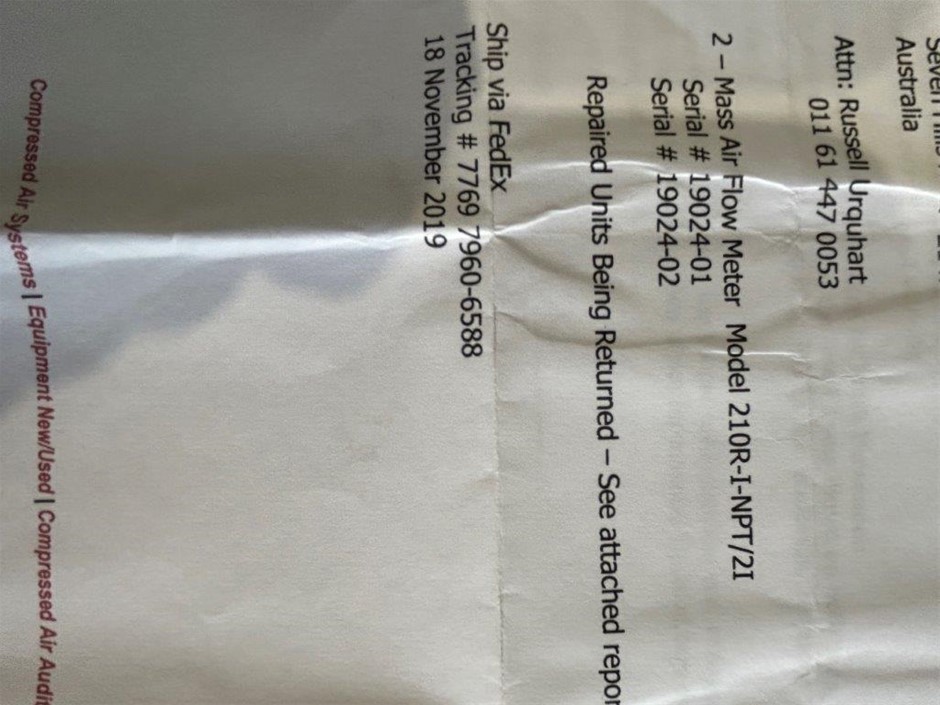 Australia
Attn: Russell Urquhart
011 61 447 0053
2 – Mass Air Flow Meter Model 210R-I-NPT/2I
Serial # 19024-01
Serial # 19024-02
Repaired Units Being Returned – See attached repor
Ship via FedEx
Tracking # 7769 7960-6588
18 November 2019
Compressed Air Systems | Equipment New/Used | Compressed Air Audit